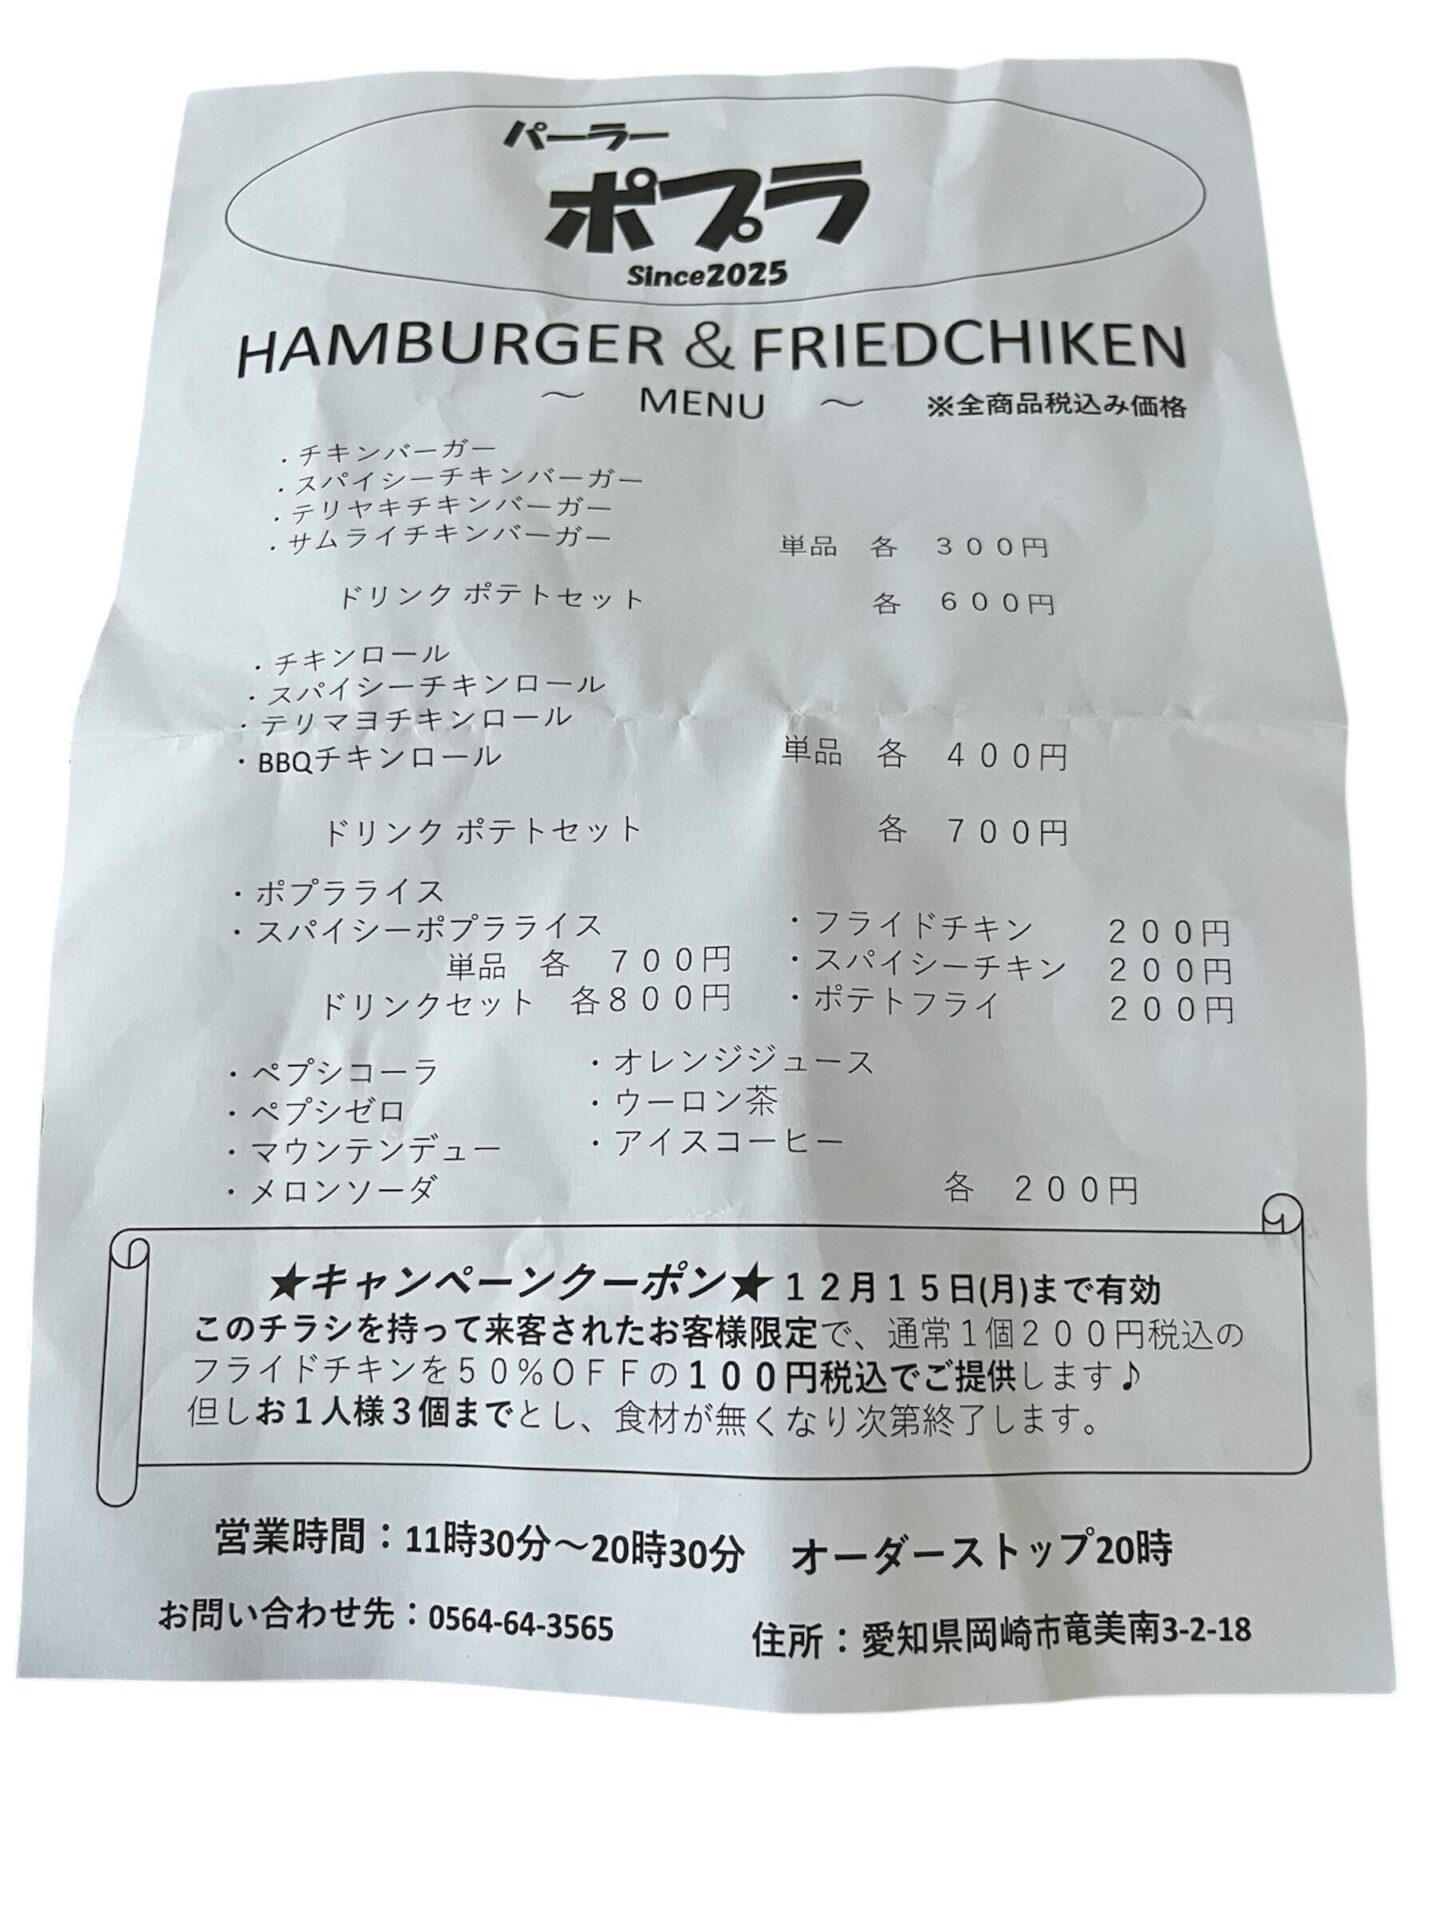 パーラー
ポプラ
Since2025
HAMBURGER & FRIEDCHIKEN
～ MENU ～ ※全商品税込み価格
・チキンバーガー
・スパイシーチキンバーガー
・テリヤキチキンバーガー
・サムライチキンバーガー 単品 各 300円
ドリンクポテトセット 各 600円
・チキンロール
・スパイシーチキンロール
・テリマヨチキンロール
・BBQチキンロール 単品 各 400円
ドリンクポテトセット 各 700円
・ポプラライス
・スパイシーポプラライス
単品 各 700円
ドリンクセット 各800円
・フライドチキン 200円
・スパイシーチキン 200円
・ポテトフライ 200円
・ペプシコーラ
・ペプシゼロ
・マウンテンデュー
・メロンソーダ
・オレンジジュース
・ウーロン茶
・アイスコーヒー
各 200円
★キャンペーンクーポン★12月15日(月)まで有効
このチラシを持って来客されたお客様限定で、通常1個200円税込の
フライドチキンを50%OFFの100円税込でご提供します♪
但しお1人様3個までとし、食材が無くなり次第終了します。
営業時間：11時30分～20時30分 オーダーストップ20時
お問い合わせ先：0564-64-3565 住所：愛知県岡崎市竜美南3-2-18